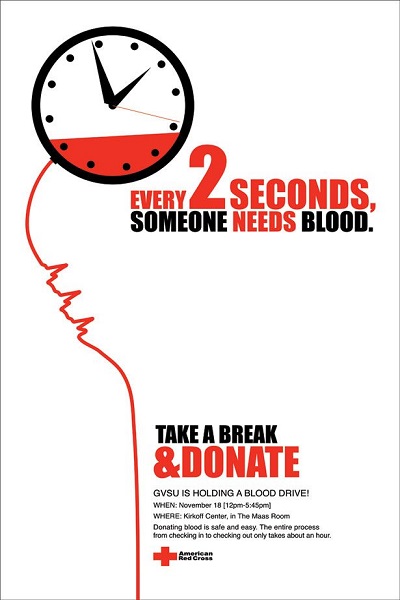 EVERY 2 SECONDS,
SOMEONE NEEDS BLOOD.
TAKE A BREAK
&DONATE
GVSU IS HOLDING A BLOOD DRIVE!
WHEN: November 18 [12pm-5:45pm]
WHERE: Kirkoff Center, in The Maas Room
Donating blood is safe and easy. The entire process
from checking in to checking out only takes about an hour.
American
Red Cross